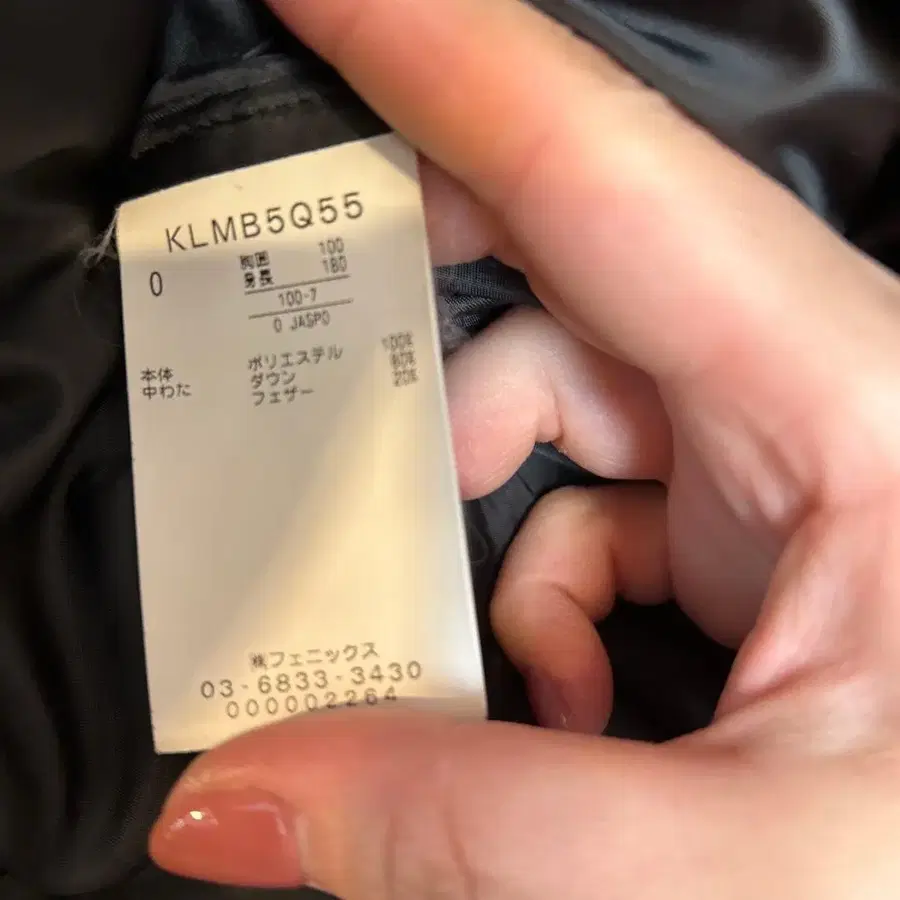 KLMB5Q55
0 胸囲 100
身長 180
100-7
0 JASPO
本体 ポリエステル 100%
中わた ダウン 80%
フェザー 20%
㈱フェニックス
03-6833-3430
000002264